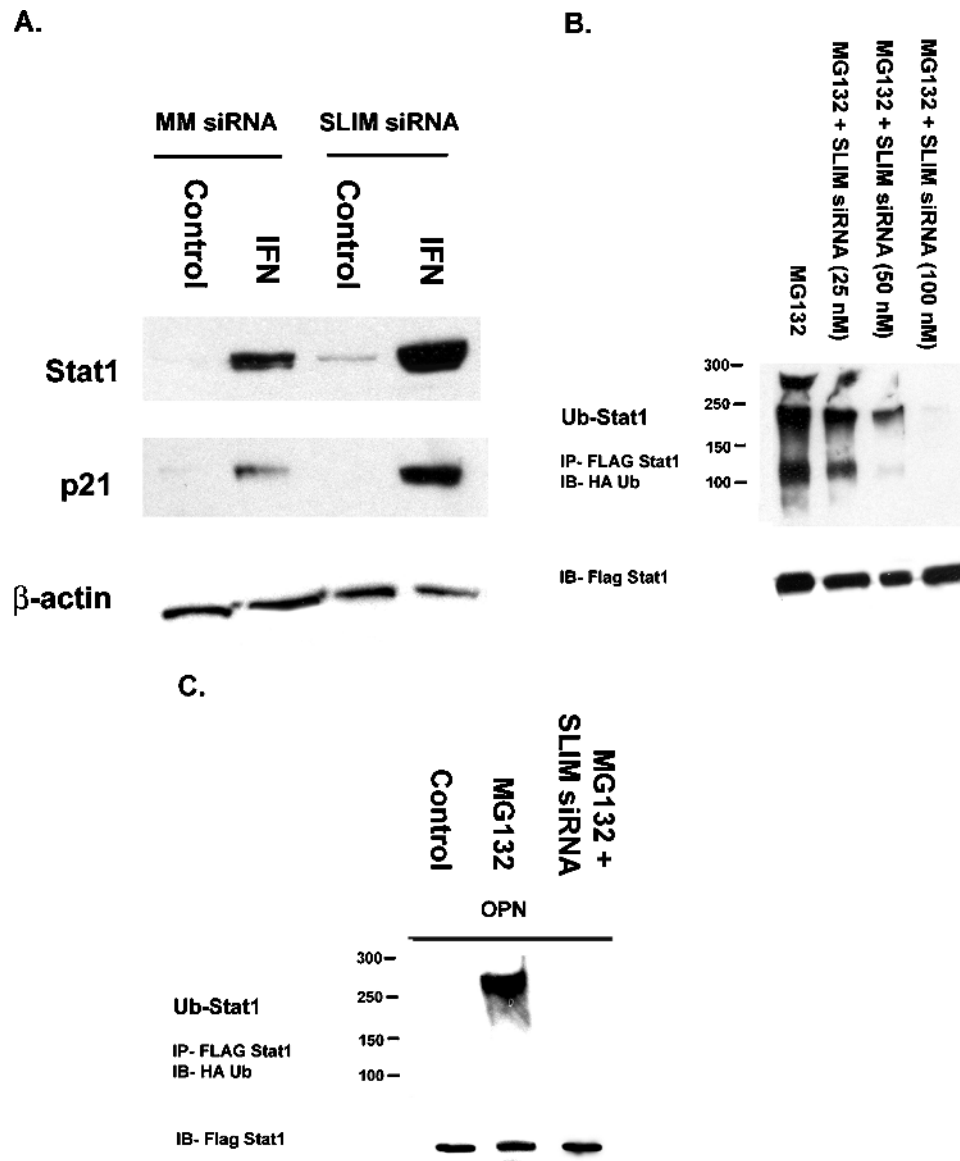 A.
MM siRNA
SLIM siRNA
Control
IFN
Control
IFN
Stat1
p21
β-actin
B.
MG132
MG132 + SLIM siRNA (25 nM)
MG132 + SLIM siRNA (50 nM)
MG132 + SLIM siRNA (100 nM)
300
250
150
100
Ub-Stat1
IP- FLAG Stat1
IB- HA Ub
IB- Flag Stat1
C.
Control
MG132
MG132 +
SLIM siRNA
OPN
300
250
150
100
Ub-Stat1
IP- FLAG Stat1
IB- HA Ub
IB- Flag Stat1